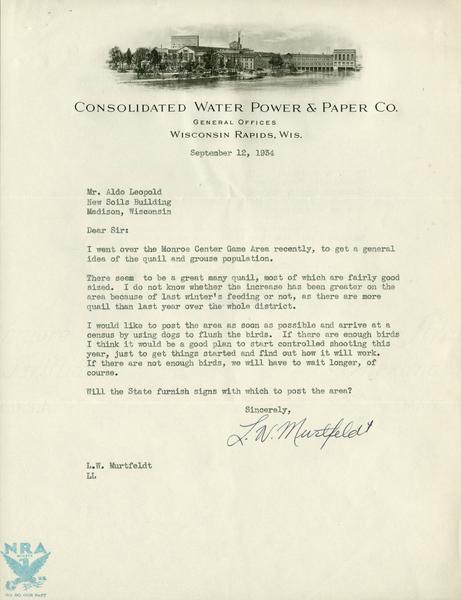 CONSOLIDATED WATER POWER & PAPER CO.
GENERAL OFFICES
WISCONSIN RAPIDS, WIS.
September 12, 1934
Mr. Aldo Leopold
New Soils Building
Madison, Wisconsin
Dear Sir:
I went over the Monroe Center Game Area recently, to get a general
idea of the quail and grouse population.
There seem to be a great many quail, most of which are fairly good
sized. I do not know whether the increase has been greater on the
area because of last winter's feeding or not, as there are more
quail than last year over the whole district.
I would like to post the area as soon as possible and arrive at a
census by using dogs to flush the birds. If there are enough birds
I think it would be a good plan to start controlled shooting this
year, just to get things started and find out how it will work.
If there are not enough birds, we will have to wait longer, of
course.
Will the State furnish signs with which to post the area?
Sincerely,
L. W. Murtfeldt
L.W. Murtfeldt
LL
NRA
U.S.
WE DO OUR PART